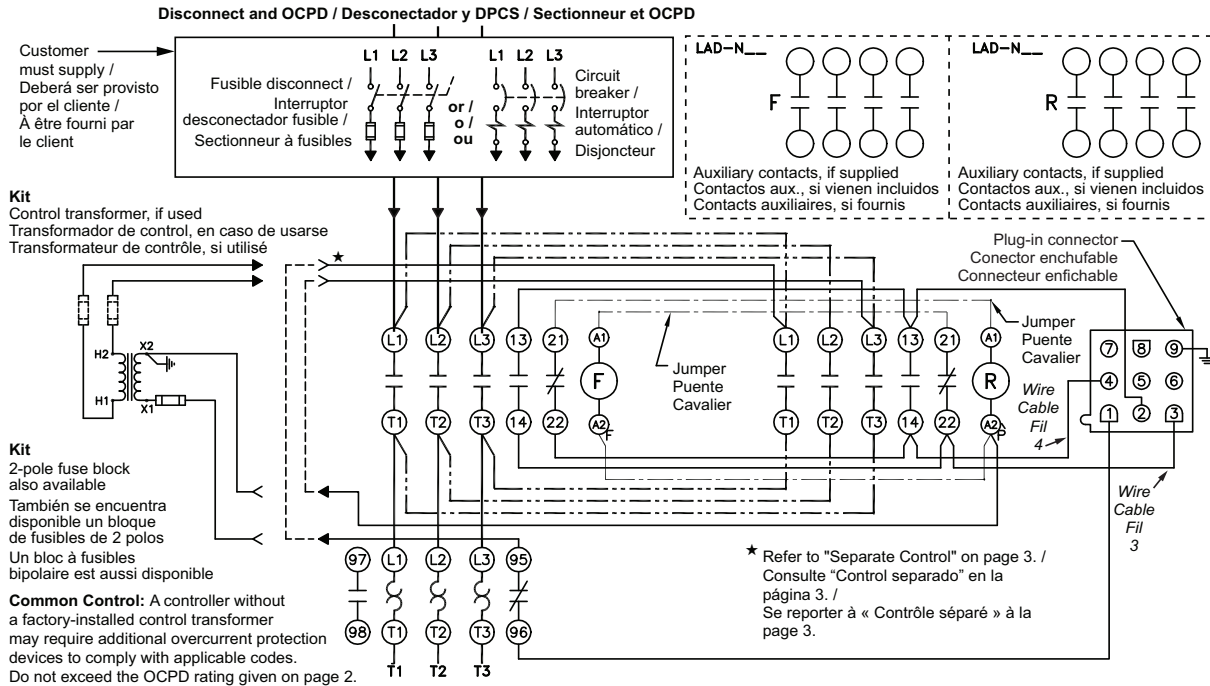 Disconnect and OCPD / Desconectador y DPCS / Sectionneur et OCPD
Customer
must supply /
Deberá ser provisto
por el cliente /
À être fourni par
le client
L1 L2 L3
Fusible disconnect /
Interruptor
desconectador fusible /
Sectionneur à fusibles
or /
o /
ou
L1 L2 L3
Circuit
breaker /
Interruptor
automático /
Disjoncteur
LAD-N__
F
Auxiliary contacts, if supplied
Contactos aux., si vienen incluidos
Contacts auxiliaires, si fournis
LAD-N__
R
Auxiliary contacts, if supplied
Contactos aux., si vienen incluidos
Contacts auxiliaires, si fournis
Kit
Control transformer, if used
Transformador de control, en caso de usarse
Transformateur de contrôle, si utilisé
★
Plug-in connector
Conector enchufable
Connecteur enfichable
H2 X2
H1 X1
L1 L2 L3 13 21 A1
F
T1 T2 T3 14 22 A2 F
Jumper
Puente
Cavalier
L1 L2 L3 13 21 A1
R
T1 T2 T3 14 22 A2 R
Jumper
Puente
Cavalier
Wire
Cable
Fil
4
7 8 9
4 5 6
1 2 3
Wire
Cable
Fil
3
Kit
2-pole fuse block
also available
También se encuentra
disponible un bloque
de fusibles de 2 polos
Un bloc à fusibles
bipolaire est aussi disponible
Common Control: A controller without
a factory-installed control transformer
may require additional overcurrent protection
devices to comply with applicable codes.
Do not exceed the OCPD rating given on page 2.
97 L1 L2 L3 95
98 T1 T2 T3 96
T1 T2 T3
★ Refer to "Separate Control" on page 3. /
Consulte “Control separado” en la
página 3. /
Se reporter à « Contrôle séparé » à la
page 3.